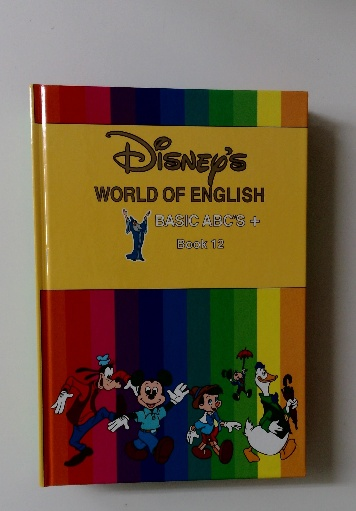 Disney's
WORLD OF ENGLISH
BASIC ABC'S +
Book 12